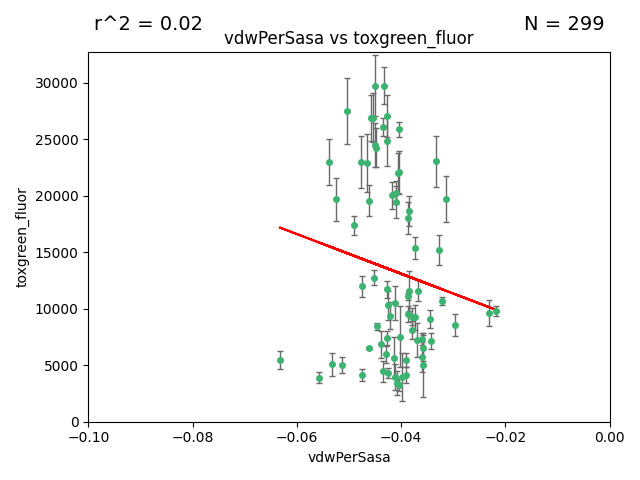 r^2 = 0.02
N = 299
vdwPerSasa vs toxgreen_fluor
30000
25000
20000
15000
10000
5000
0
toxgreen_fluor
−0.10
−0.08
−0.06
−0.04
−0.02
0.00
vdwPerSasa